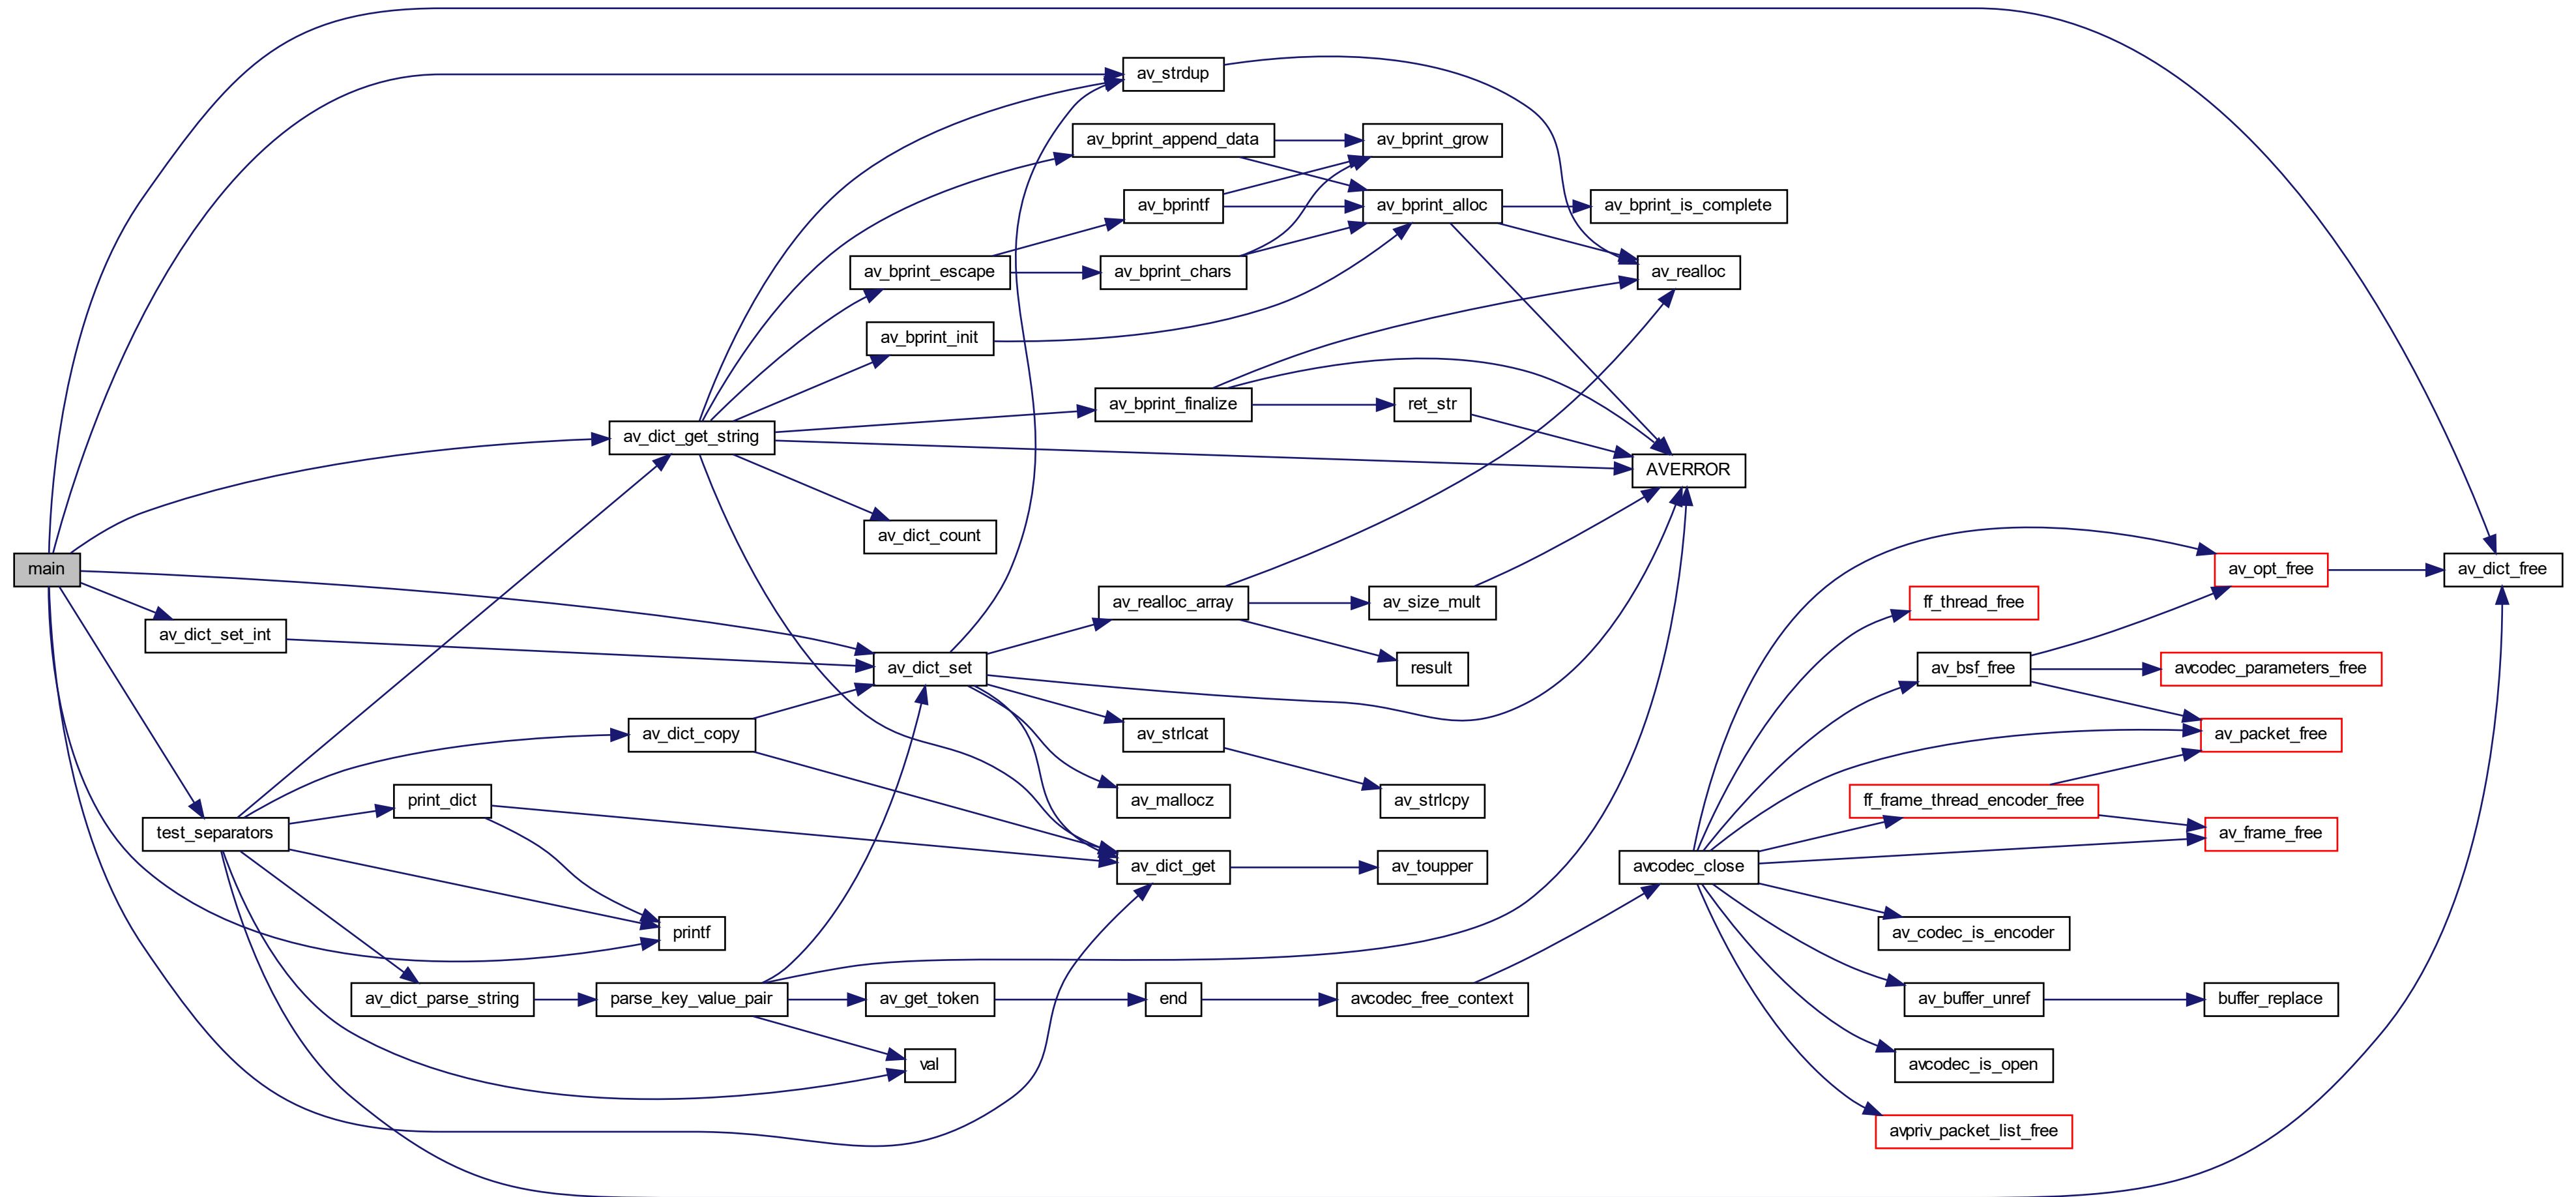 av_strdup
av_bprint_append_data
av_bprint_grow
av_bprintf
av_bprint_alloc
av_bprint_is_complete
av_bprint_escape
av_bprint_chars
av_realloc
av_bprint_init
av_bprint_finalize
ret_str
av_dict_get_string
AVERROR
av_dict_count
main
av_opt_free
av_dict_free
av_realloc_array
av_size_mult
ff_thread_free
av_dict_set_int
av_dict_set
result
av_bsf_free
avcodec_parameters_free
av_dict_copy
av_strlcat
av_packet_free
print_dict
av_mallocz
av_strlcpy
ff_frame_thread_encoder_free
test_separators
av_frame_free
av_dict_get
av_toupper
avcodec_close
printf
av_codec_is_encoder
av_dict_parse_string
parse_key_value_pair
av_get_token
end
avcodec_free_context
av_buffer_unref
buffer_replace
val
avcodec_is_open
avpriv_packet_list_free